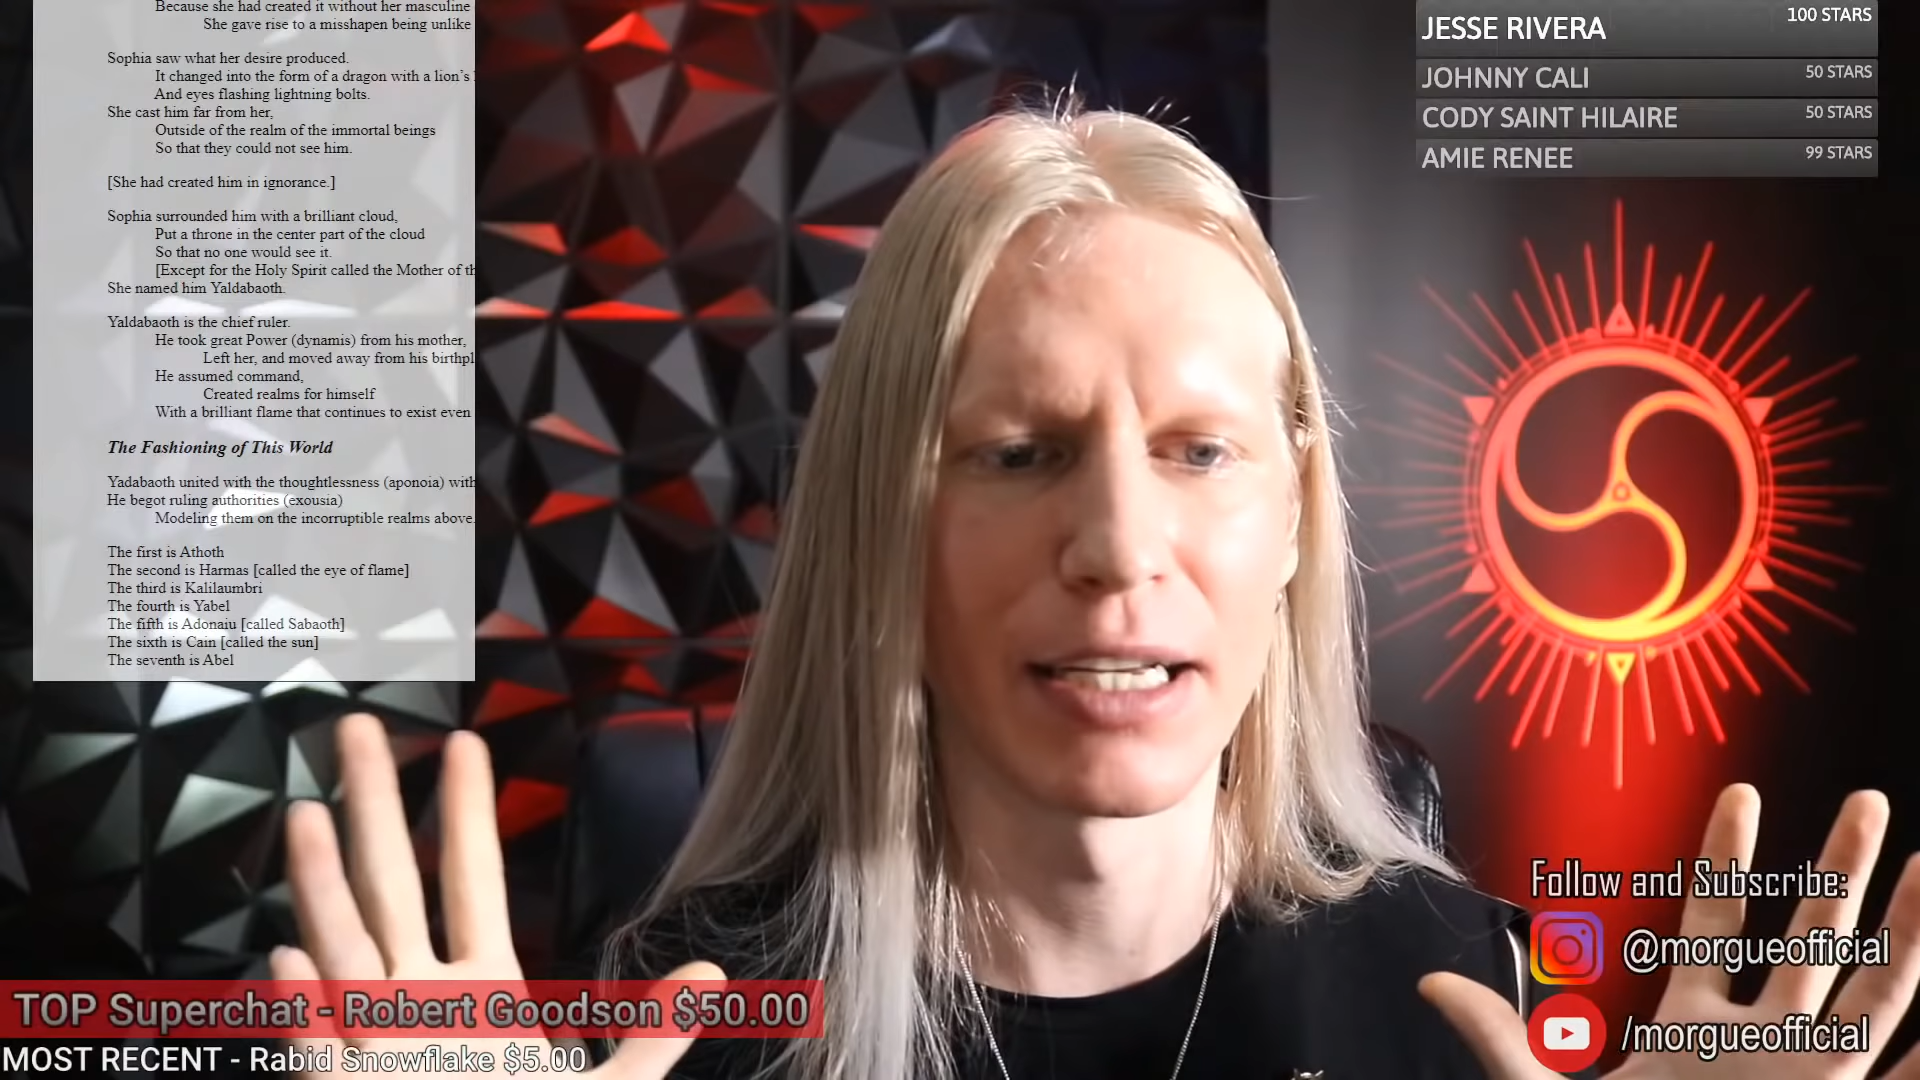 Because she had created it without her masculine
She gave rise to a misshapen being unlike
Sophia saw what her desire produced.
It changed into the form of a dragon with a lion's
And eyes flashing lightning bolts.
She cast him far from her,
Outside of the realm of the immortal beings
So that they could not see him.
[She had created him in ignorance.]
Sophia surrounded him with a brilliant cloud,
Put a throne in the center part of the cloud
So that no one would see it.
[Except for the Holy Spirit called the Mother of th
She named him Yaldabaoth.
Yaldabaoth is the chief ruler.
He took great Power (dynamis) from his mother,
Left her, and moved away from his birthpl
He assumed command,
Created realms for himself
With a brilliant flame that continues to exist even
The Fashioning of This World
Yadabaoth united with the thoughtlessness (aponoia) with
He begot ruling authorities (exousia)
Modeling them on the incorruptible realms above.
The first is Athoth
The second is Harmas [called the eye of flame]
The third is Kalilaumbri
The fourth is Yabel
The fifth is Adonaiu [called Sabaoth]
The sixth is Cain [called the sun]
The seventh is Abel
JESSE RIVERA 100 STARS
JOHNNY CALI 50 STARS
CODY SAINT HILAIRE 50 STARS
AMIE RENEE 99 STARS
Follow and Subscribe:
@morgueofficial
/morgueofficial
TOP Superchat - Robert Goodson $50.00
MOST RECENT - Rabid Snowflake $5.00